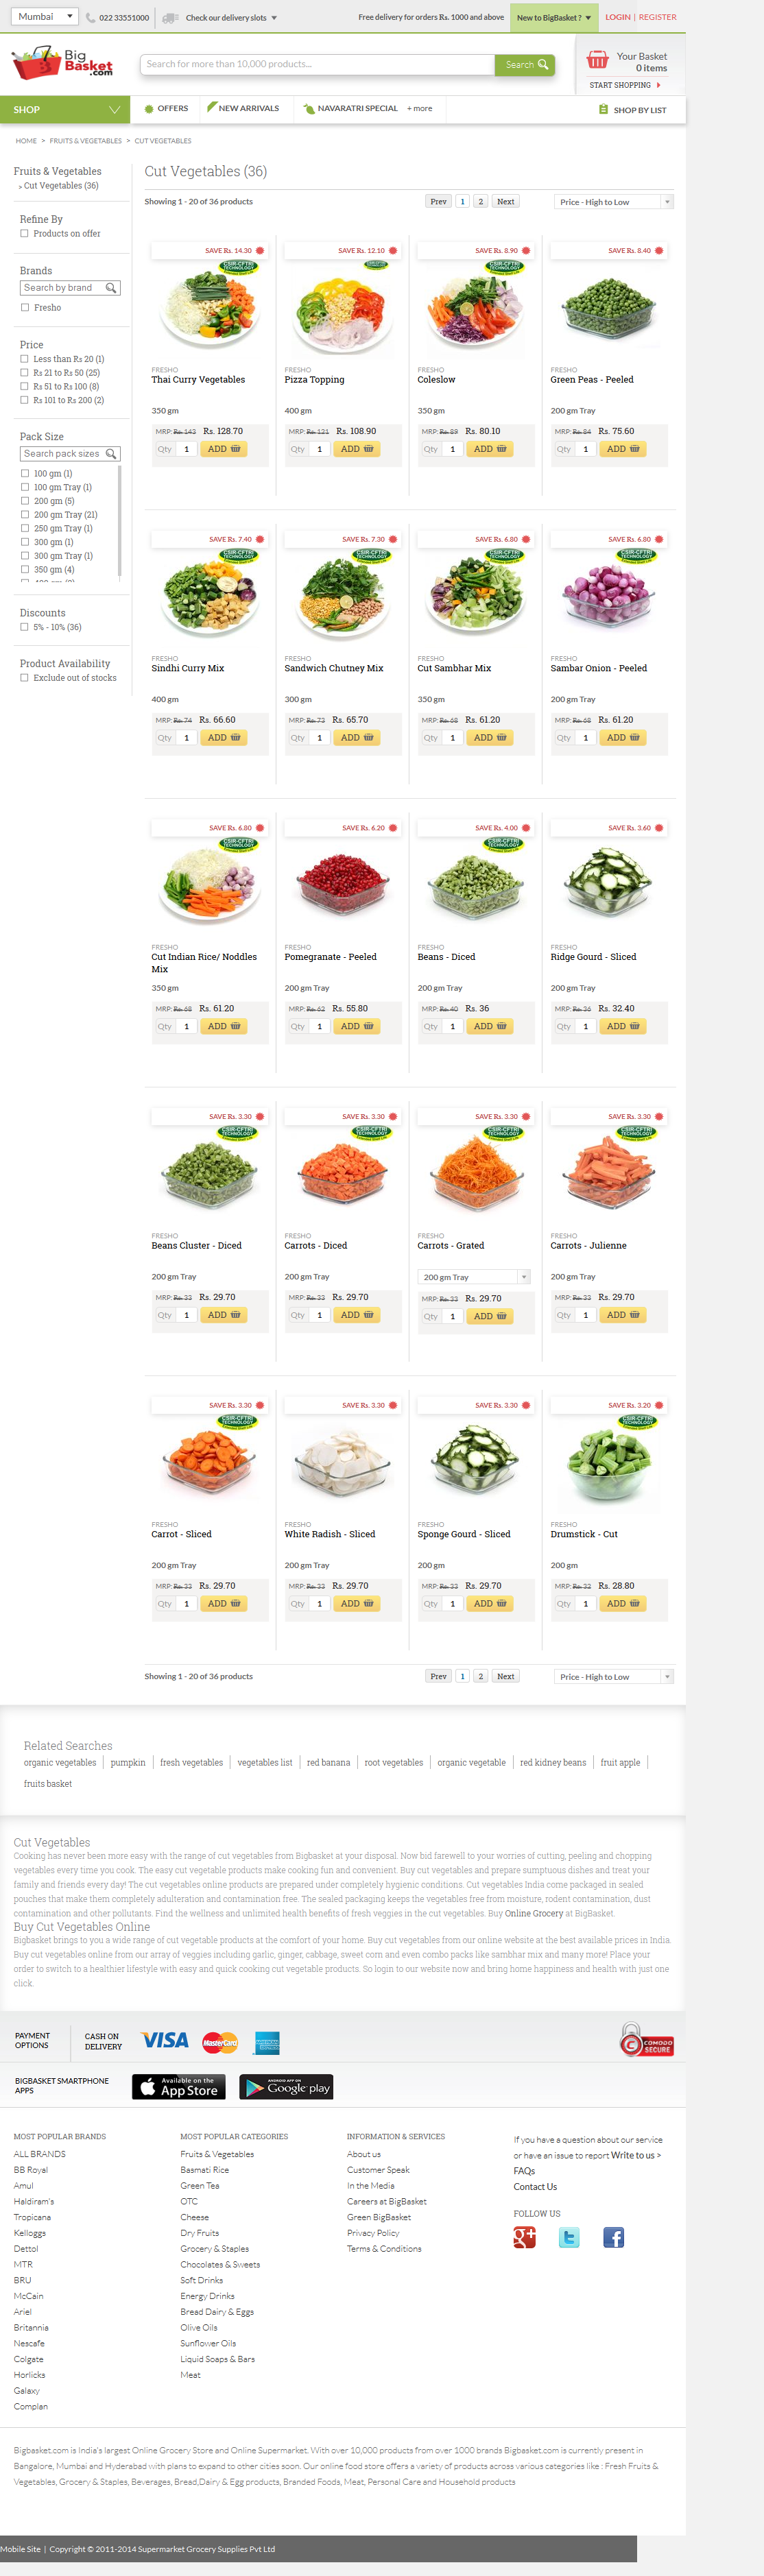 Mumbai
022 33551000
Check our delivery slots
Free delivery for orders Rs. 1000 and above
New to BigBasket ?
LOGIN | REGISTER
Big Basket .com
Search for more than 10,000 products...
Search
Your Basket
0 items
START SHOPPING
SHOP
OFFERS
NEW ARRIVALS
NAVARATRI SPECIAL
+ more
SHOP BY LIST
HOME > FRUITS & VEGETABLES > CUT VEGETABLES
Fruits & Vegetables
> Cut Vegetables (36)
Refine By
Products on offer
Brands
Search by brand
Fresho
Price
Less than Rs 20 (1)
Rs 21 to Rs 50 (25)
Rs 51 to Rs 100 (8)
Rs 101 to Rs 200 (2)
Pack Size
Search pack sizes
100 gm (1)
100 gm Tray (1)
200 gm (5)
200 gm Tray (21)
250 gm Tray (1)
300 gm (1)
300 gm Tray (1)
350 gm (4)
Discounts
5% - 10% (36)
Product Availability
Exclude out of stocks
Cut Vegetables (36)
Showing 1 - 20 of 36 products
Prev 1 2 Next
Price - High to Low
SAVE Rs. 14.30 SAVE Rs. 12.10 SAVE Rs. 8.90 SAVE Rs. 8.40
CSIR-CFTRI TECHNOLOGY
FRESHO FRESHO FRESHO FRESHO
Thai Curry Vegetables Pizza Topping Coleslow Green Peas - Peeled
350 gm 400 gm 350 gm 200 gm Tray
MRP: Rs. 143 Rs. 128.70 MRP: Rs. 121 Rs. 108.90 MRP: Rs. 89 Rs. 80.10 MRP: Rs. 84 Rs. 75.60
Qty 1 ADD Qty 1 ADD Qty 1 ADD Qty 1 ADD
SAVE Rs. 7.40 SAVE Rs. 7.30 SAVE Rs. 6.80 SAVE Rs. 6.80
CSIR-CFTRI TECHNOLOGY CSIR-CFTRI TECHNOLOGY CSIR-CFTRI TECHNOLOGY CSIR-CFTRI TECHNOLOGY
FRESHO FRESHO FRESHO FRESHO
Sindhi Curry Mix Sandwich Chutney Mix Cut Sambhar Mix Sambar Onion - Peeled
400 gm 300 gm 350 gm 200 gm Tray
MRP: Rs. 74 Rs. 66.60 MRP: Rs. 73 Rs. 65.70 MRP: Rs. 68 Rs. 61.20 MRP: Rs. 68 Rs. 61.20
Qty 1 ADD Qty 1 ADD Qty 1 ADD Qty 1 ADD
SAVE Rs. 6.80 SAVE Rs. 6.20 SAVE Rs. 4.00 SAVE Rs. 3.60
CSIR-CFTRI TECHNOLOGY CSIR-CFTRI TECHNOLOGY
FRESHO FRESHO FRESHO FRESHO
Cut Indian Rice/ Noddles Mix Pomegranate - Peeled Beans - Diced Ridge Gourd - Sliced
350 gm 200 gm Tray 200 gm Tray 200 gm Tray
MRP: Rs. 68 Rs. 61.20 MRP: Rs. 62 Rs. 55.80 MRP: Rs. 40 Rs. 36 MRP: Rs. 36 Rs. 32.40
Qty 1 ADD Qty 1 ADD Qty 1 ADD Qty 1 ADD
SAVE Rs. 3.30 SAVE Rs. 3.30 SAVE Rs. 3.30 SAVE Rs. 3.30
CSIR-CFTRI TECHNOLOGY CSIR-CFTRI TECHNOLOGY CSIR-CFTRI TECHNOLOGY CSIR-CFTRI TECHNOLOGY
FRESHO FRESHO FRESHO FRESHO
Beans Cluster - Diced Carrots - Diced Carrots - Grated Carrots - Julienne
200 gm Tray 200 gm Tray 200 gm Tray 200 gm Tray
MRP: Rs. 33 Rs. 29.70 MRP: Rs. 33 Rs. 29.70 MRP: Rs. 33 Rs. 29.70 MRP: Rs. 33 Rs. 29.70
Qty 1 ADD Qty 1 ADD Qty 1 ADD Qty 1 ADD
SAVE Rs. 3.30 SAVE Rs. 3.30 SAVE Rs. 3.30 SAVE Rs. 3.20
CSIR-CFTRI TECHNOLOGY CSIR-CFTRI TECHNOLOGY
FRESHO FRESHO FRESHO FRESHO
Carrot - Sliced White Radish - Sliced Sponge Gourd - Sliced Drumstick - Cut
200 gm Tray 200 gm Tray 200 gm 200 gm
MRP: Rs. 33 Rs. 29.70 MRP: Rs. 33 Rs. 29.70 MRP: Rs. 33 Rs. 29.70 MRP: Rs. 32 Rs. 28.80
Qty 1 ADD Qty 1 ADD Qty 1 ADD Qty 1 ADD
Showing 1 - 20 of 36 products
Prev 1 2 Next
Price - High to Low
Related Searches
organic vegetables | pumpkin | fresh vegetables | vegetables list | red banana | root vegetables | organic vegetable | red kidney beans | fruit apple |
fruits basket
Cut Vegetables
Cooking has never been more easy with the range of cut vegetables from Bigbasket at your disposal. Now bid farewell to your worries of cutting, peeling and chopping
vegetables every time you cook. The easy cut vegetable products make cooking fun and convenient. Buy cut vegetables and prepare sumptuous dishes and treat your
family and friends every day! The cut vegetables online products are prepared under completely hygienic conditions. Cut vegetables India come packaged in sealed
pouches that make them completely adulteration and contamination free. The sealed packaging keeps the vegetables free from moisture, rodent contamination, dust
contamination and other pollutants. Find the wellness and unlimited health benefits of fresh veggies in the cut vegetables. Buy Online Grocery at BigBasket.
Buy Cut Vegetables Online
Bigbasket brings to you a wide range of cut vegetable products at the comfort of your home. Buy cut vegetables from our online website at the best available prices in India.
Buy cut vegetables online from our array of veggies including garlic, ginger, cabbage, sweet corn and even combo packs like sambhar mix and many more! Place your
order to switch to a healthier lifestyle with easy and quick cooking cut vegetable products. So login to our website now and bring home happiness and health with just one
click.
PAYMENT OPTIONS
CASH ON DELIVERY
VISA
MasterCard
AMERICAN EXPRESS
COMODO SECURE
BIGBASKET SMARTPHONE APPS
Available on the App Store
ANDROID APP ON Google play
MOST POPULAR BRANDS
ALL BRANDS
BB Royal
Amul
Haldiram's
Tropicana
Kelloggs
Dettol
MTR
BRU
McCain
Ariel
Britannia
Nescafe
Colgate
Horlicks
Galaxy
Complan
MOST POPULAR CATEGORIES
Fruits & Vegetables
Basmati Rice
Green Tea
OTC
Cheese
Dry Fruits
Grocery & Staples
Chocolates & Sweets
Soft Drinks
Energy Drinks
Bread Dairy & Eggs
Olive Oils
Sunflower Oils
Liquid Soaps & Bars
Meat
INFORMATION & SERVICES
About us
Customer Speak
In the Media
Careers at BigBasket
Green BigBasket
Privacy Policy
Terms & Conditions
If you have a question about our service
or have an issue to report Write to us >
FAQs
Contact Us
FOLLOW US
Bigbasket.com is India's largest Online Grocery Store and Online Supermarket. With over 10,000 products from over 1000 brands Bigbasket.com is currently present in
Bangalore, Mumbai and Hyderabad with plans to expand to other cities soon. Our online food store offers a variety of products across various categories like : Fresh Fruits &
Vegetables, Grocery & Staples, Beverages, Bread,Dairy & Egg products, Branded Foods, Meat, Personal Care and Household products
Mobile Site | Copyright © 2011-2014 Supermarket Grocery Supplies Pvt Ltd